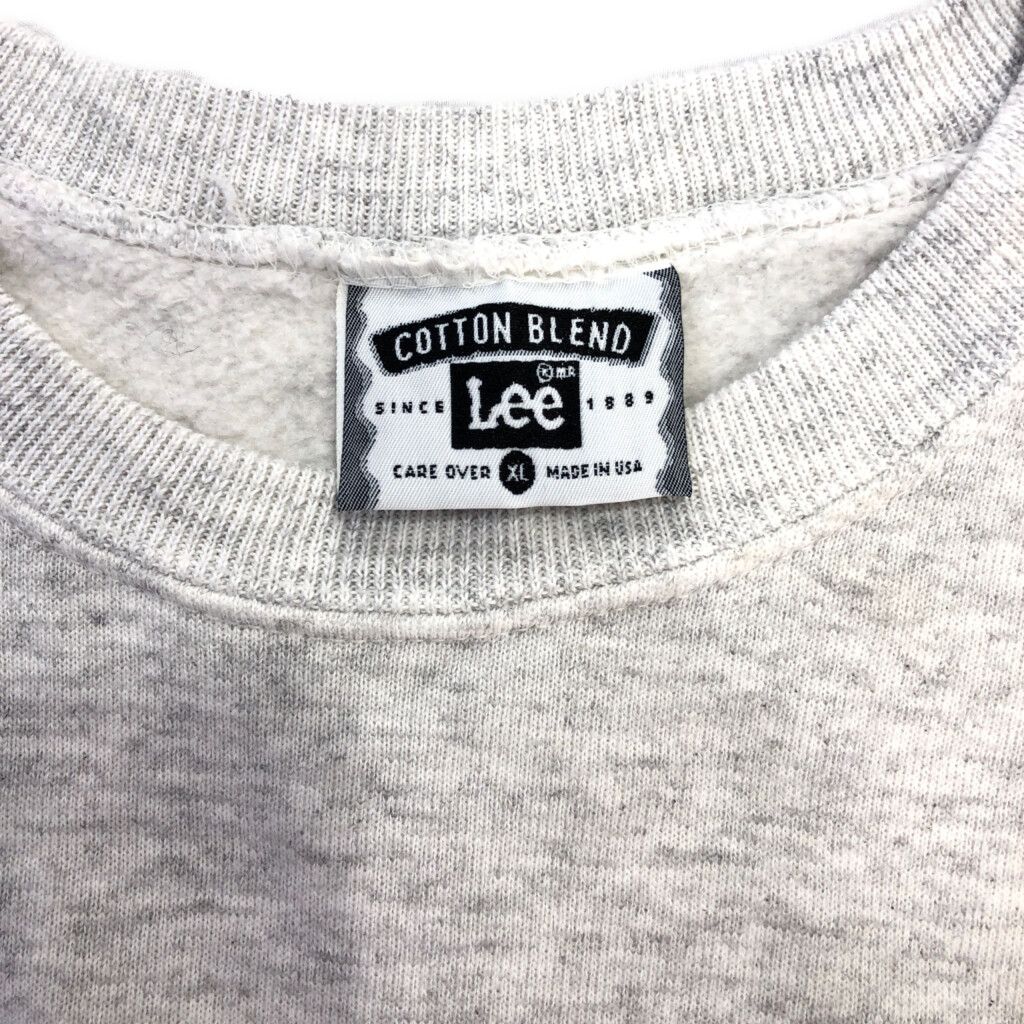 COTTON BLEND
® M.R.
SINCE Lee 1889
CARE OVER XL MADE IN USA